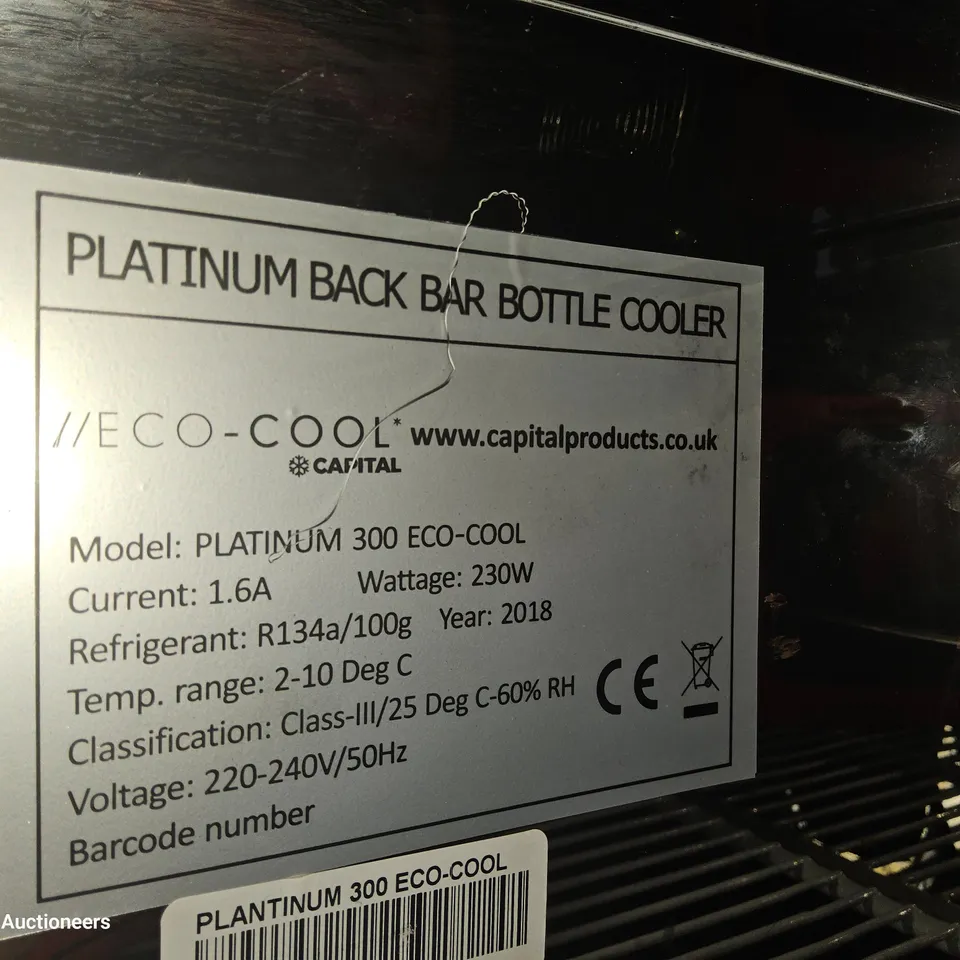 PLATINUM BACK BAR BOTTLE COOLER
//ECO-COOL* www.capitalproducts.co.uk
CAPITAL
Model: PLATINUM 300 ECO-COOL
Current: 1.6A Wattage: 230W
Refrigerant: R134a/100g Year: 2018
Temp. range: 2-10 Deg C
Classification: Class-III/25 Deg C-60% RH
CE
Voltage: 220-240V/50Hz
Barcode number
PLANTINUM 300 ECO-COOL
Auctioneers